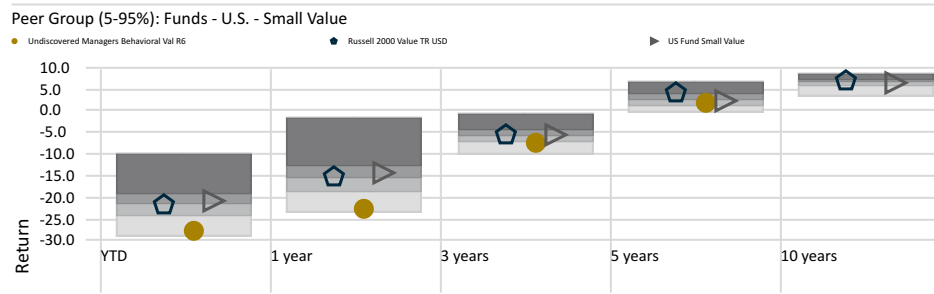 Peer Group (5-95%): Funds - U.S. - Small Value
Undiscovered Managers Behavioral Val R6 Russell 2000 Value TR USD US Fund Small Value
10.0
5.0
0.0
-5.0
-10.0
-15.0
-20.0
-25.0
-30.0
Return
YTD 1 year 3 years 5 years 10 years